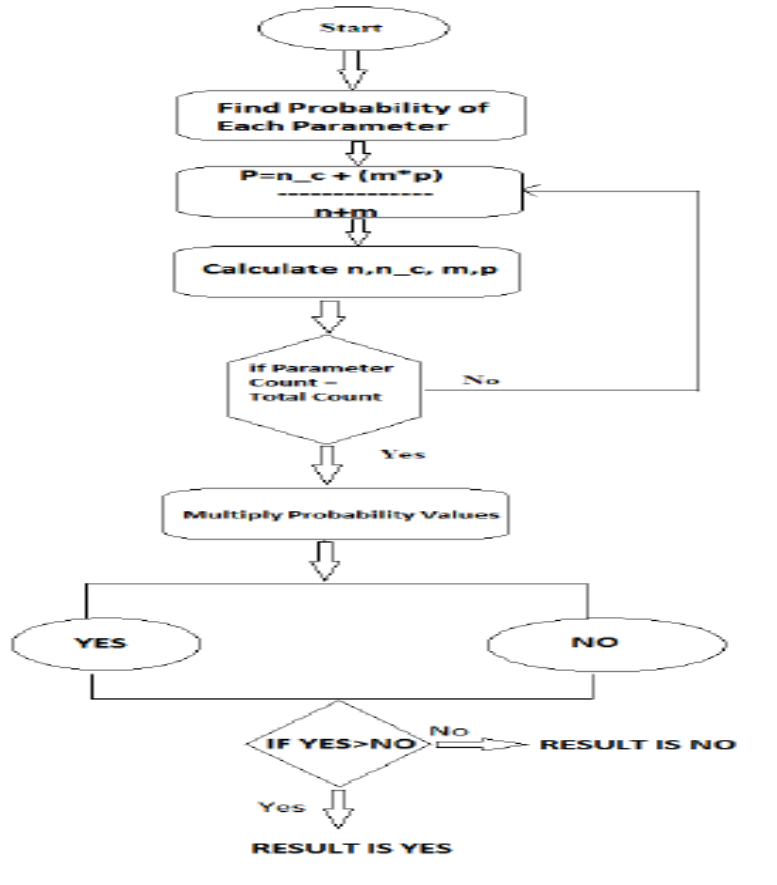 Start
Find Probability of
Each Parameter
P=n_c + (m*p)
---------------
n+m
Calculate n,n_c, m,p
if Parameter
Count –
Total Count
No
Yes
Multiply Probability Values
YES
NO
IF YES>NO
No
RESULT IS NO
Yes
RESULT IS YES